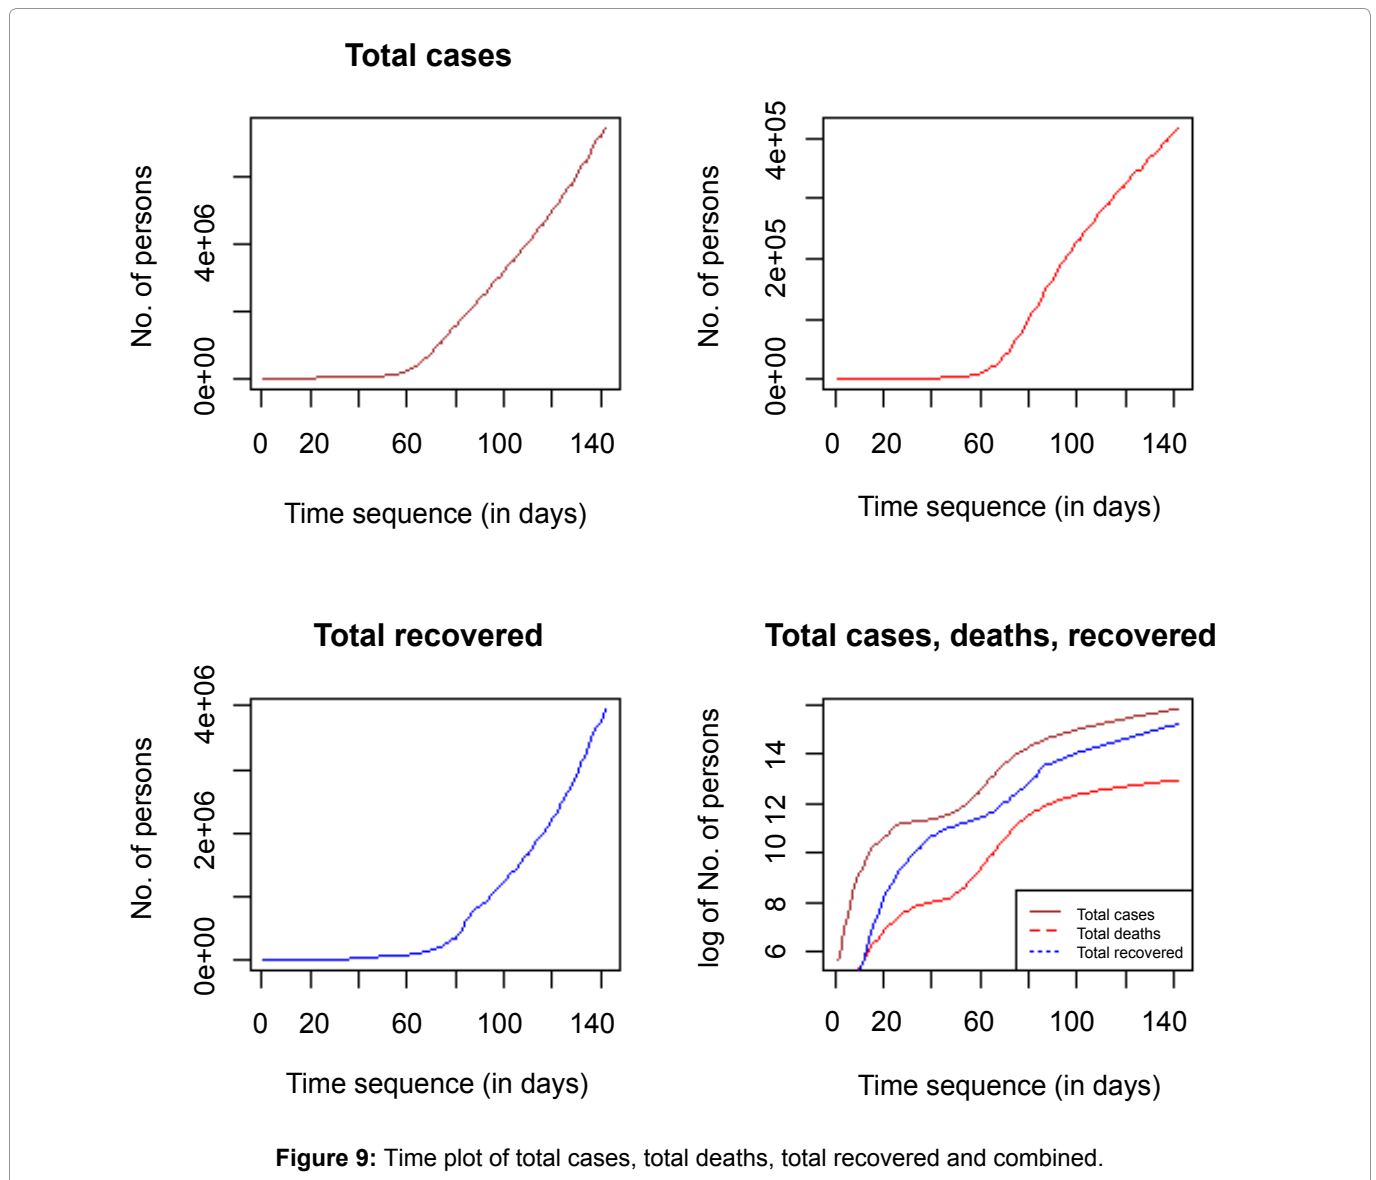 Total cases
No. of persons
4e+06
0e+00
0 20 60 100 140
Time sequence (in days)
No. of persons
4e+05
2e+05
0e+00
0 20 60 100 140
Time sequence (in days)
Total recovered
No. of persons
4e+06
2e+06
0e+00
0 20 60 100 140
Time sequence (in days)
Total cases, deaths, recovered
log of No. of persons
14
12
10
8
6
Total cases
Total deaths
Total recovered
0 20 60 100 140
Time sequence (in days)
Figure 9: Time plot of total cases, total deaths, total recovered and combined.